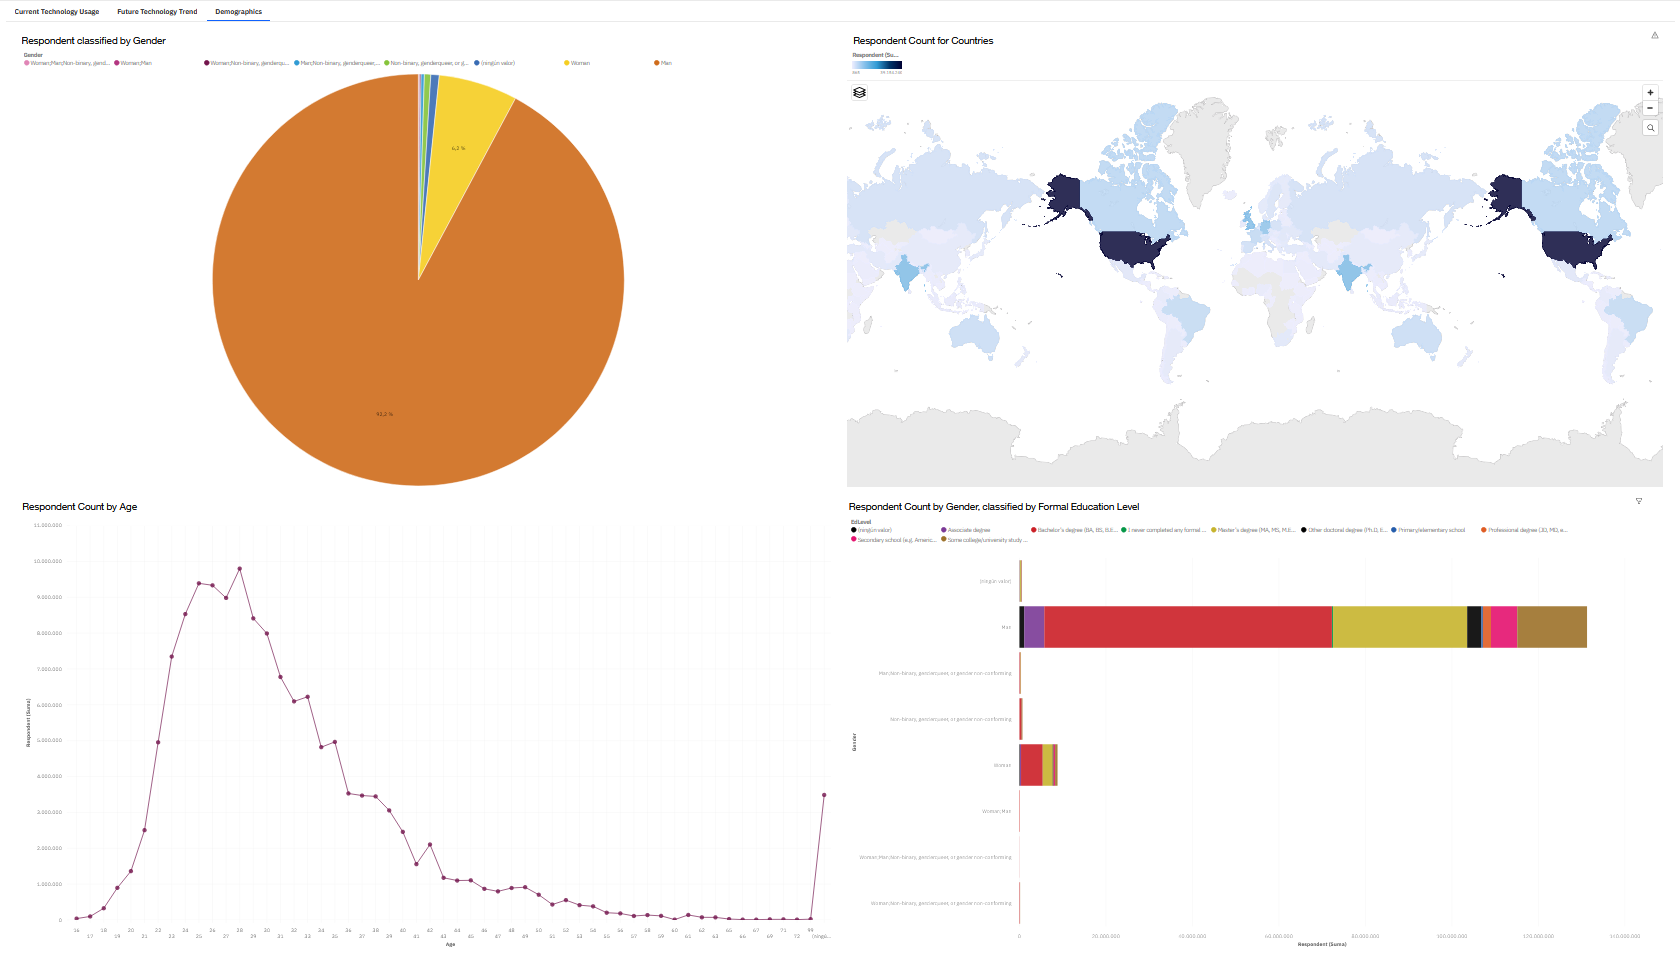 Current Technology Usage
Future Technology Trend
Demographics
Respondent classified by Gender
Gender
Woman;Man;Non-binary, gend...
Woman;Man
Woman;Non-binary, genderqu...
Man;Non-binary, genderqueer,...
Non-binary, genderqueer, or g...
(ningún valor)
Woman
Man
6,2 %
92,2 %
Respondent Count for Countries
Respondent (Su...
Respondent Count by Age
Respondent (Suma)
11.000.000
10.000.000
9.000.000
8.000.000
7.000.000
6.000.000
5.000.000
4.000.000
3.000.000
2.000.000
1.000.000
0
16 18 20 22 24 26 28 30 32 34 36 38 40 42 44 46 48 50 52 54 56 58 60 62 65 67 71 99
17 19 21 23 25 27 29 31 33 35 37 39 41 43 45 47 49 51 53 55 57 59 61 63 66 69 72 (ningú...
Age
Respondent Count by Gender, classified by Formal Education Level
EdLevel
(ningún valor)
Associate degree
Bachelor's degree (BA, BS, B.E...
I never completed any formal ...
Master's degree (MA, MS, M.E...
Other doctoral degree (Ph.D, E...
Primary/elementary school
Professional degree (JD, MD, e...
Secondary school (e.g. Americ...
Some college/university study ...
Gender
(ningún valor)
Man
Man;Non-binary, genderqueer, or gender non-conforming
Non-binary, genderqueer, or gender non-conforming
Woman
Woman;Man
Woman;Man;Non-binary, genderqueer, or gender non-conforming
Woman;Non-binary, genderqueer, or gender non-conforming
0 20.000.000 40.000.000 60.000.000 80.000.000 100.000.000 120.000.000 140.000.000
Respondent (Suma)